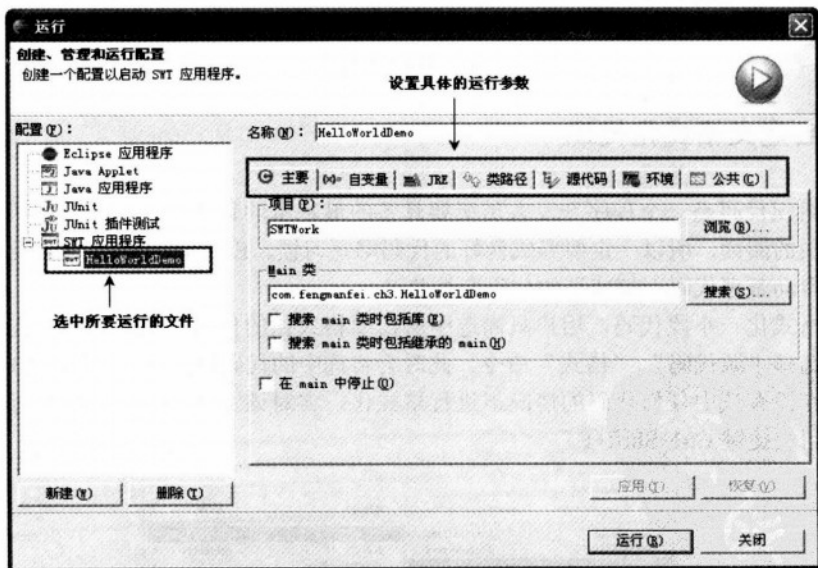 运行
创建、管理和运行配置
创建一个配置以启动 SWT 应用程序。
设置具体的运行参数
配置(F):
名称(N): HelloWorldDemo
Eclipse 应用程序
Java Applet
Java 应用程序
JUnit
JUnit 插件测试
SWT 应用程序
HelloWorldDemo
选中所要运行的文件
主要 自变量 JRE 类路径 源代码 环境 公共(C)
项目(P):
SWTWork
浏览(B)...
Main 类
com.fengmanfei.ch3.HelloWorldDemo
搜索(S)...
搜索 main 类时包括库(E)
搜索 main 类时包括继承的 main(H)
在 main 中停止(O)
新建(W)
删除(T)
应用(Y)
恢复(V)
运行(R)
关闭